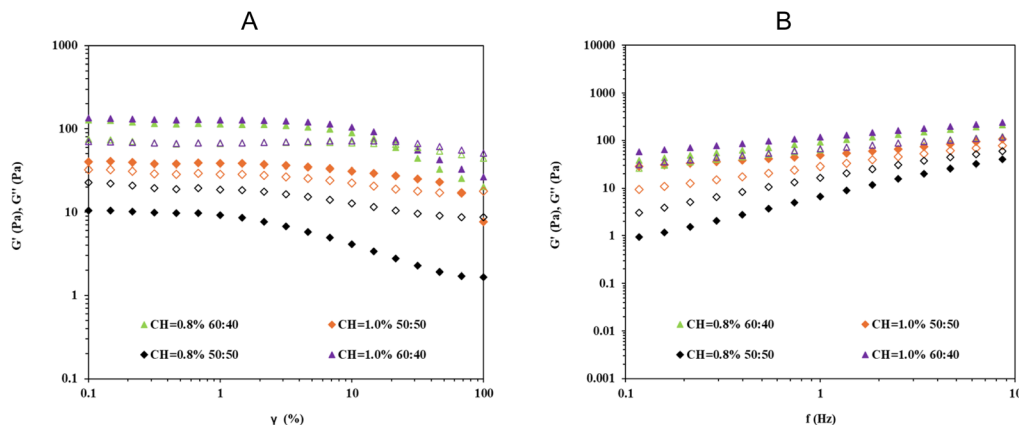 A
1000
100
10
1
0.1
G' (Pa), G'' (Pa)
CH=0.8% 60:40
CH=1.0% 50:50
CH=0.8% 50:50
CH=1.0% 60:40
0.1
1
10
100
γ (%)
B
10000
1000
100
10
1
0.1
0.01
0.001
G' (Pa), G'' (Pa)
CH=0.8% 60:40
CH=1.0% 50:50
CH=0.8% 50:50
CH=1.0% 60:40
0.1
1
10
f (Hz)